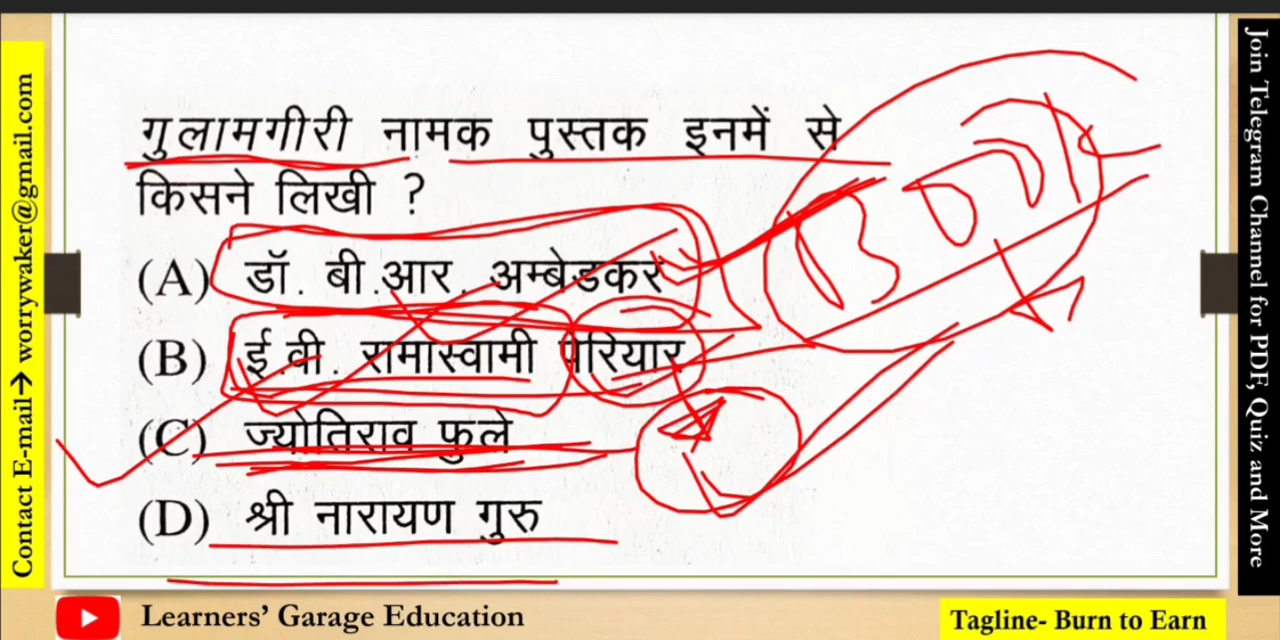 गुलामगीरी नामक पुस्तक इनमें से
किसने लिखी ?
(A) डॉ. बी.आर. अम्बेडकर
(B) ई.वी. रामास्वामी पेरियार
(C) ज्योतिराव फुले
(D) श्री नारायण गुरु
Contact E-mail→ worrywaker@gmail.com
Join Telegram Channel for PDF, Quiz and More
Learners’ Garage Education
Tagline- Burn to Earn